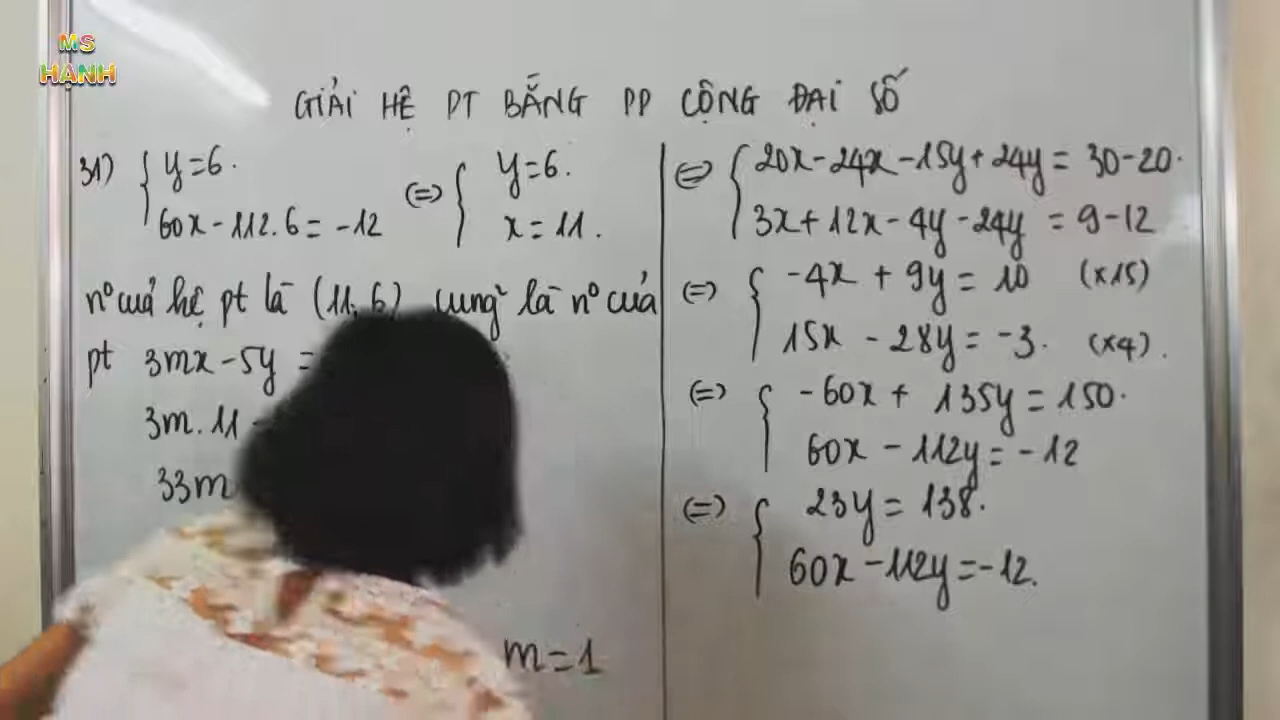 MS
HẠNH
GIẢI HỆ PT BẰNG PP CỘNG ĐẠI SỐ
31) { y=6.
60x-112.6 = -12
(=) { y=6.
x=11.
n° cuả hệ pt là (11,6) cũng là n° của
pt 3mx-5y =
3m.11 -
33m
m=1
(=) { 20x-24x-15y+24y = 30-20.
3x+12x-4y-24y = 9-12
(=) { -4x + 9y = 10 (x15)
15x - 28y = -3. (x4).
(=) { -60x + 135y = 150.
60x - 112y = -12
(=) { 23y = 138.
60x - 112y = -12.